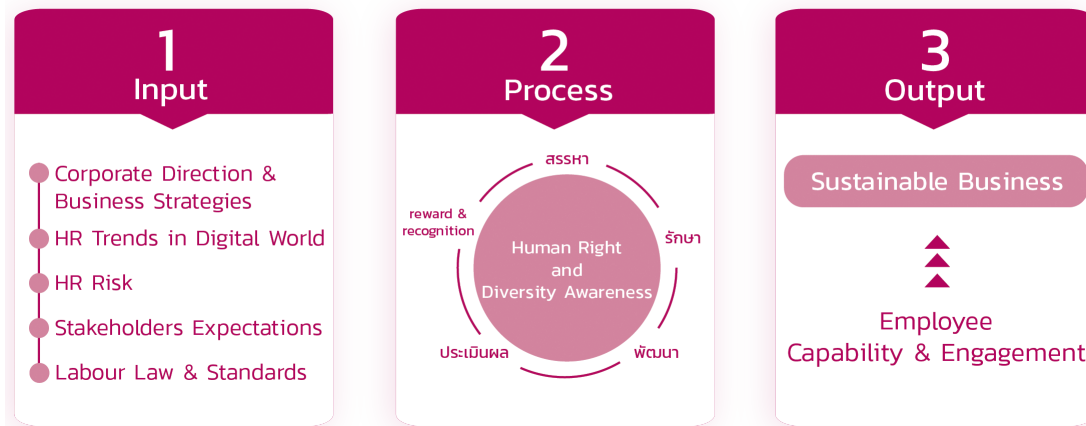 1
Input
Corporate Direction &
Business Strategies
HR Trends in Digital World
HR Risk
Stakeholders Expectations
Labour Law & Standards
2
Process
สรรหา
รักษา
พัฒนา
ประเมินผล
reward &
recognition
Human Right
and
Diversity Awareness
3
Output
Sustainable Business
Employee
Capability & Engagement